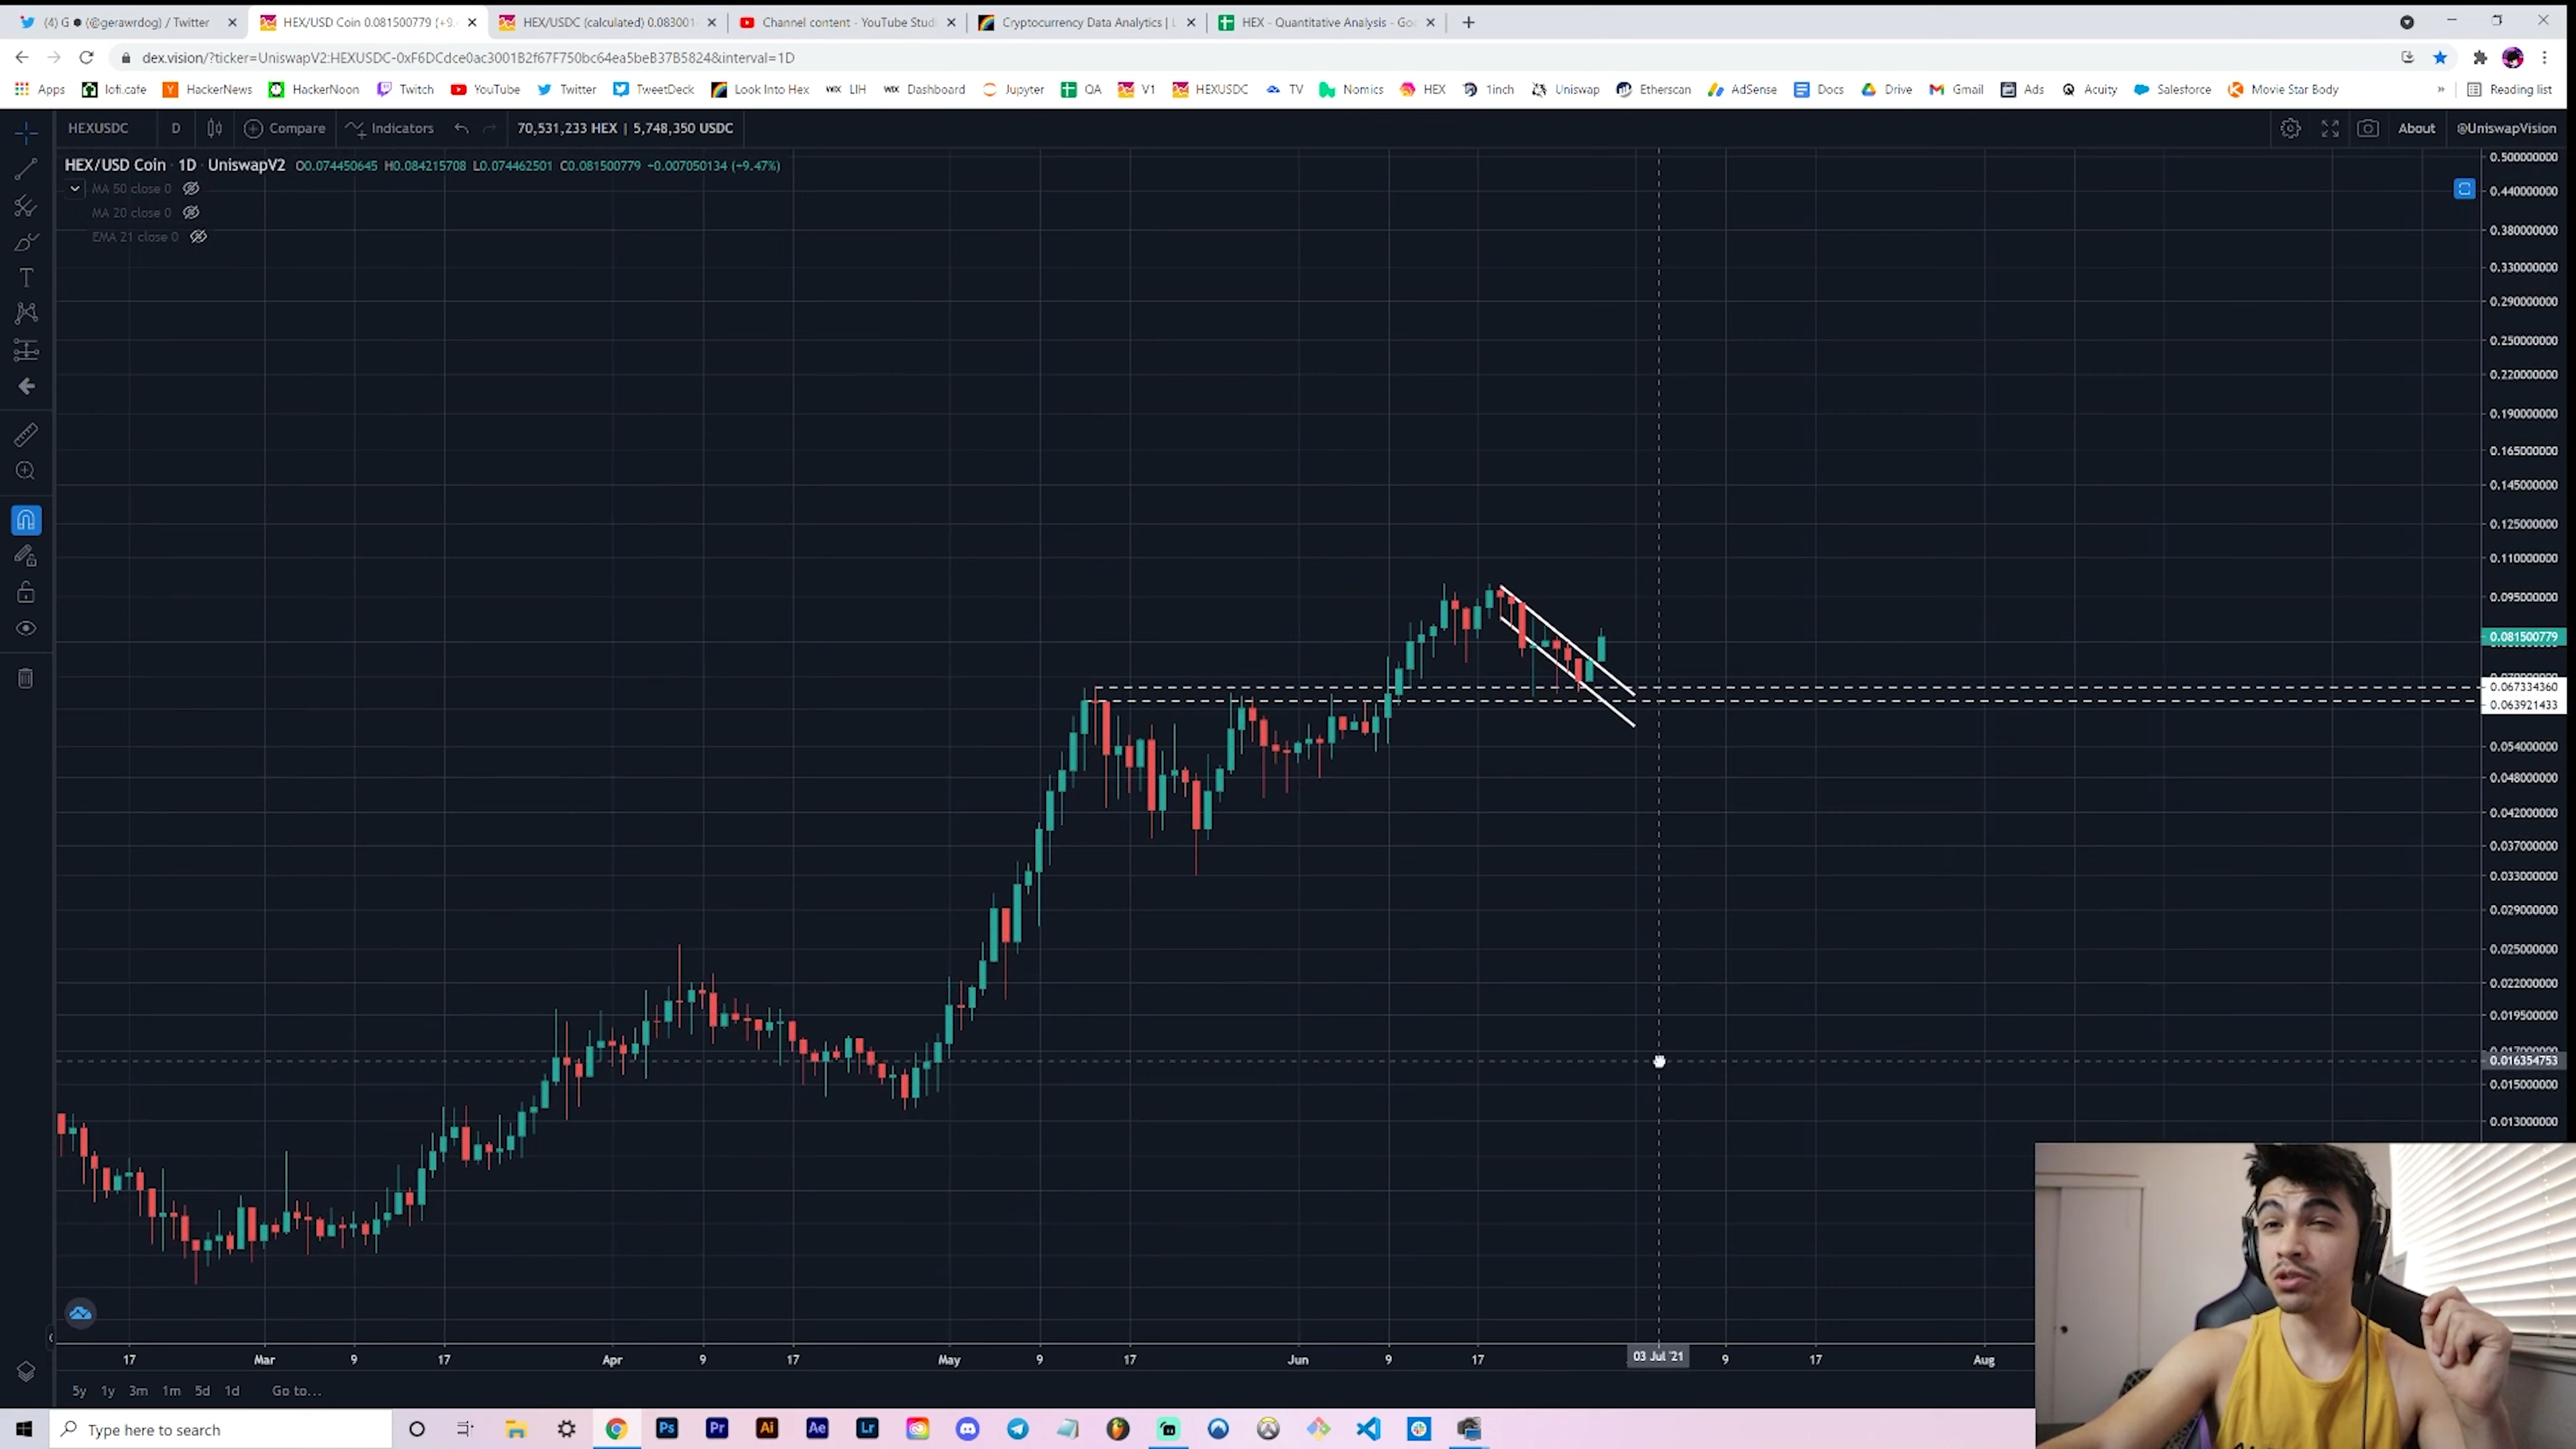 (4) G ● (@gerawrdog) / Twitter
HEX/USD Coin 0.081500779 (+9.
HEX/USDC (calculated) 0.083001
Channel content - YouTube Studi
Cryptocurrency Data Analytics | L
HEX - Quantitative Analysis - Goo
dex.vision/?ticker=UniswapV2:HEXUSDC-0xF6DCdce0ac3001B2f67F750bc64ea5beB37B5824&interval=1D
Apps lofi.cafe HackerNews HackerNoon Twitch YouTube Twitter TweetDeck Look Into Hex LIH Dashboard Jupyter QA V1 HEXUSDC TV Nomics HEX 1inch Uniswap Etherscan AdSense Docs Drive Gmail Ads Acuity Salesforce Movie Star Body » Reading list
HEXUSDC D Compare Indicators 70,531,233 HEX | 5,748,350 USDC About @UniswapVision
HEX/USD Coin · 1D · UniswapV2 O0.074450645 H0.084215708 L0.074462501 C0.081500779 +0.007050134 (+9.47%)
MA 50 close 0
MA 20 close 0
EMA 21 close 0
0.500000000
0.440000000
0.380000000
0.330000000
0.290000000
0.250000000
0.220000000
0.190000000
0.165000000
0.145000000
0.125000000
0.110000000
0.095000000
0.081500779
0.067334360
0.063921433
0.054000000
0.048000000
0.042000000
0.037000000
0.033000000
0.029000000
0.025000000
0.022000000
0.019500000
0.016354753
0.015000000
0.013000000
17 Mar 9 17 Apr 9 17 May 9 17 Jun 9 17 03 Jul '21 9 17 Aug
5y 1y 3m 1m 5d 1d Go to...
Type here to search
Ps Pr Ai Ae Lr